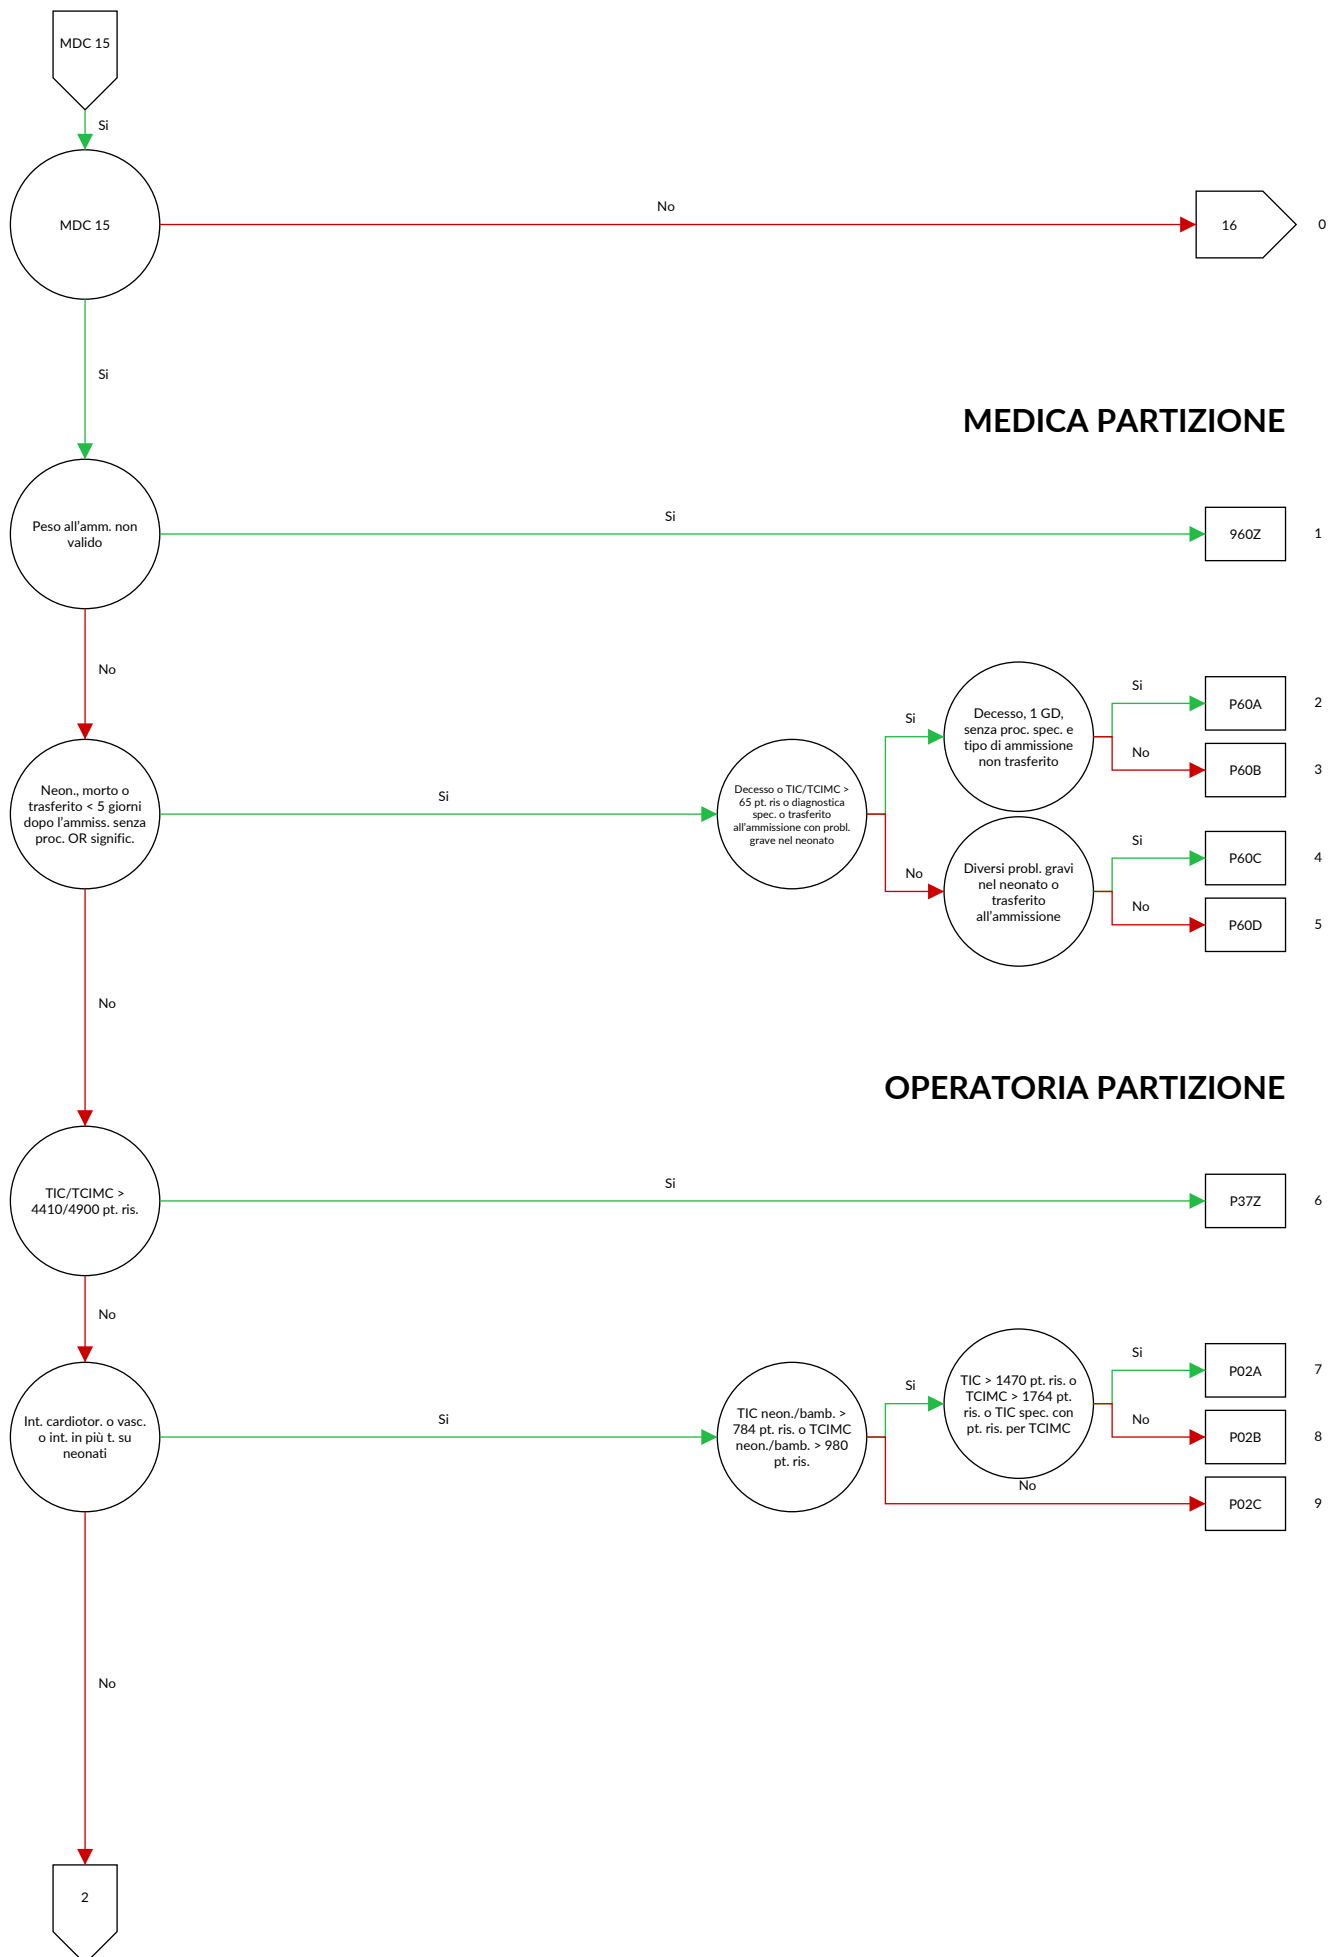 MDC 15
Si
MDC 15
No
16
0
Si
MEDICA PARTIZIONE
Peso all'amm. non
valido
Si
960Z
1
No
Neon., morto o
trasferito < 5 giorni
dopo l'ammiss. senza
proc. OR signific.
Si
Decesso o TIC/TCIMC >
65 pt. ris o diagnostica
spec. o trasferito
all'ammissione con probl.
grave nel neonato
Si
Decesso, 1 GD,
senza proc. spec. e
tipo di ammissione
non trasferito
Si
P60A
2
No
P60B
3
No
Diversi probl. gravi
nel neonato o
trasferito
all'ammissione
Si
P60C
4
No
P60D
5
No
OPERATORIA PARTIZIONE
TIC/TCIMC >
4410/4900 pt. ris.
Si
P37Z
6
No
Int. cardiotor. o vasc.
o int. in più t. su
neonati
Si
TIC neon./bamb. >
784 pt. ris. o TCIMC
neon./bamb. > 980
pt. ris.
Si
TIC > 1470 pt. ris. o
TCIMC > 1764 pt.
ris. o TIC spec. con
pt. ris. per TCIMC
Si
P02A
7
No
P02B
8
No
P02C
9
No
2